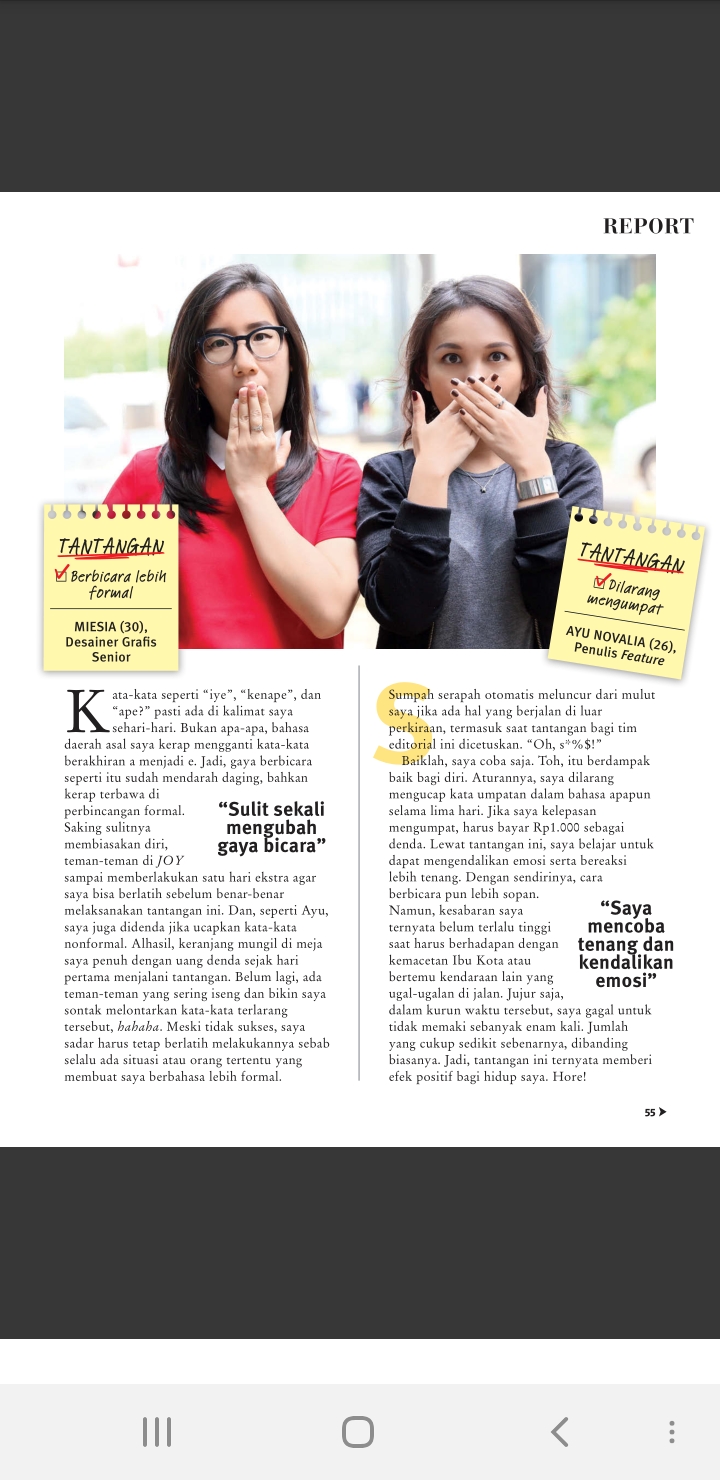 REPORT
TANTANGAN
Berbicara lebih
formal
MIESIA (30),
Desainer Grafis
Senior
TANTANGAN
Dilarang
mengumpat
AYU NOVALIA (26),
Penulis Feature
Kata-kata seperti “iye”, “kenape”, dan
“ape?” pasti ada di kalimat saya
sehari-hari. Bukan apa-apa, bahasa
daerah asal saya kerap mengganti kata-kata
berakhiran a menjadi e. Jadi, gaya berbicara
seperti itu sudah mendarah daging, bahkan
kerap terbawa di
perbincangan formal.
Saking sulitnya
membiasakan diri,
teman-teman di JOY
sampai memberlakukan satu hari ekstra agar
saya bisa berlatih sebelum benar-benar
melaksanakan tantangan ini. Dan, seperti Ayu,
saya juga didenda jika ucapkan kata-kata
nonformal. Alhasil, keranjang mungil di meja
saya penuh dengan uang denda sejak hari
pertama menjalani tantangan. Belum lagi, ada
teman-teman yang sering iseng dan bikin saya
sontak melontarkan kata-kata terlarang
tersebut, hahaha. Meski tidak sukses, saya
sadar harus tetap berlatih melakukannya sebab
selalu ada situasi atau orang tertentu yang
membuat saya berbahasa lebih formal.
“Sulit sekali
mengubah
gaya bicara”
S
Sumpah serapah otomatis meluncur dari mulut
saya jika ada hal yang berjalan di luar
perkiraan, termasuk saat tantangan bagi tim
editorial ini dicetuskan. “Oh, s*%$!”
Baiklah, saya coba saja. Toh, itu berdampak
baik bagi diri. Aturannya, saya dilarang
mengucap kata umpatan dalam bahasa apapun
selama lima hari. Jika saya kelepasan
mengumpat, harus bayar Rp1.000 sebagai
denda. Lewat tantangan ini, saya belajar untuk
dapat mengendalikan emosi serta bereaksi
lebih tenang. Dengan sendirinya, cara
berbicara pun lebih sopan.
Namun, kesabaran saya
ternyata belum terlalu tinggi
saat harus berhadapan dengan
kemacetan Ibu Kota atau
bertemu kendaraan lain yang
ugal-ugalan di jalan. Jujur saja,
dalam kurun waktu tersebut, saya gagal untuk
tidak memaki sebanyak enam kali. Jumlah
yang cukup sedikit sebenarnya, dibanding
biasanya. Jadi, tantangan ini ternyata memberi
efek positif bagi hidup saya. Hore!
“Saya
mencoba
tenang dan
kendalikan
emosi”
55